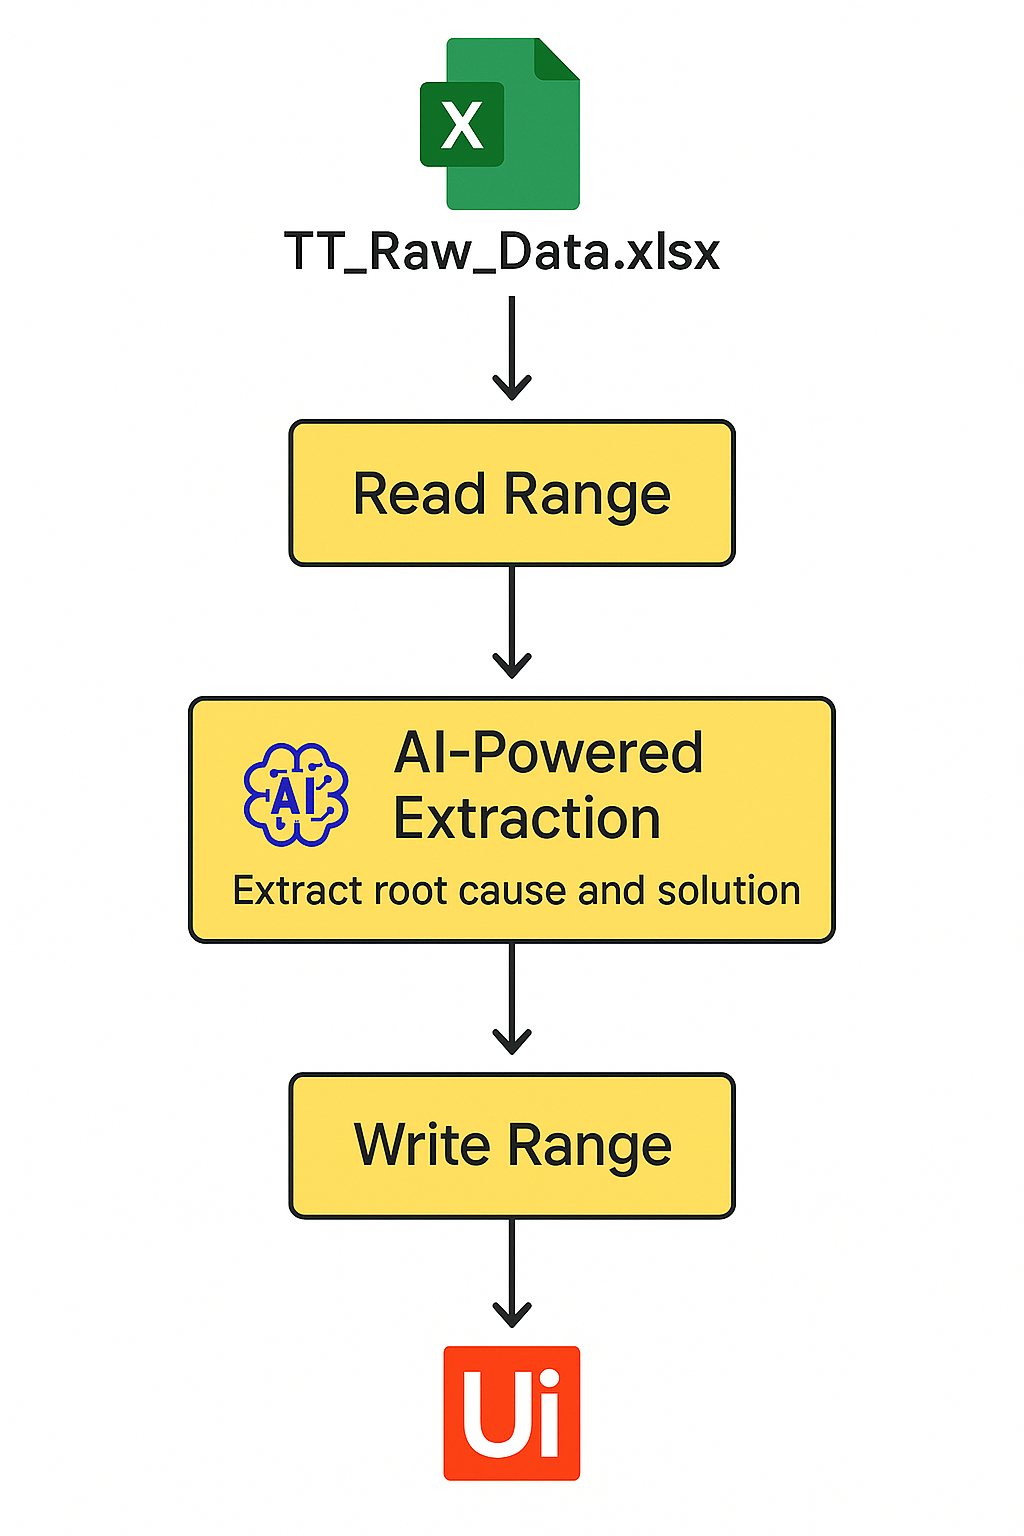 X
TT_Raw_Data.xlsx
Read Range
AI
AI-Powered
Extraction
Extract root cause and solution
Write Range
Ui